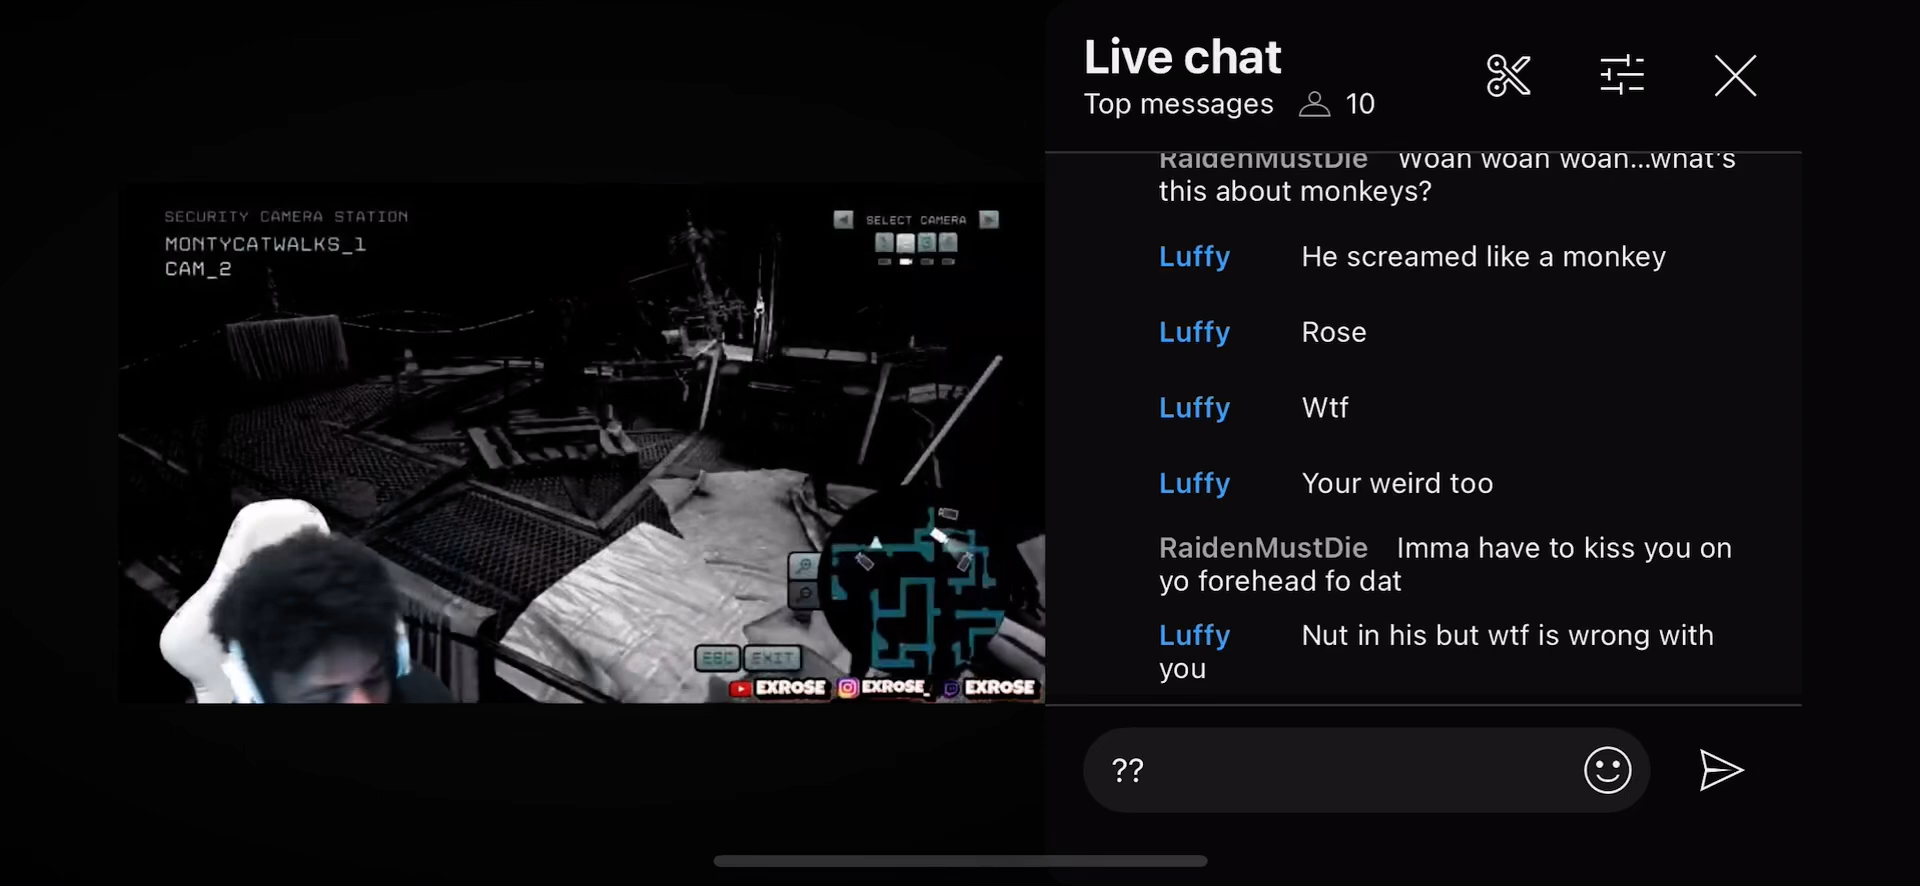 SECURITY CAMERA STATION
MONTYCATWALKS_1
CAM_2
SELECT CAMERA
3
ESC EXIT
EXROSE EXROSE_ EXROSE
Live chat
Top messages 10
RaidenMustDie Woah woah woah...what's
this about monkeys?
Luffy He screamed like a monkey
Luffy Rose
Luffy Wtf
Luffy Your weird too
RaidenMustDie Imma have to kiss you on
yo forehead fo dat
Luffy Nut in his but wtf is wrong with
you
??